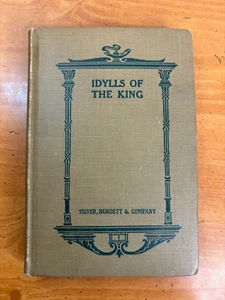 IDYLLS OF
THE KING
SILVER, BURDETT & COMPANY